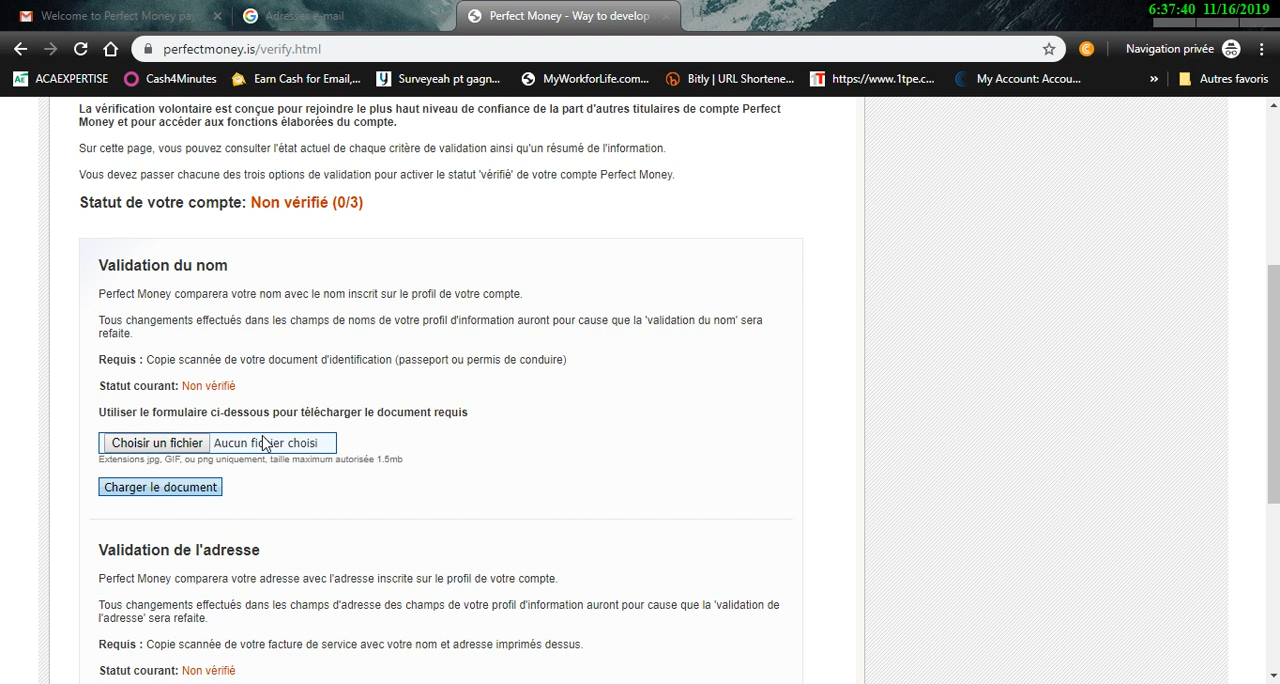 6:37:40 11/16/2019
Welcome to Perfect Money pay
Adresses e-mail
Perfect Money - Way to develop
perfectmoney.is/verify.html
Navigation privée
ACAEXPERTISE
Cash4Minutes
Earn Cash for Email,...
Surveyeah pt gagn...
MyWorkforLife.com...
Bitly | URL Shortene...
https://www.1tpe.c...
My Account: Accou...
»
Autres favoris
La vérification volontaire est conçue pour rejoindre le plus haut niveau de confiance de la part d'autres titulaires de compte Perfect
Money et pour accéder aux fonctions élaborées du compte.
Sur cette page, vous pouvez consulter l'état actuel de chaque critère de validation ainsi qu'un résumé de l'information.
Vous devez passer chacune des trois options de validation pour activer le statut 'vérifié' de votre compte Perfect Money.
Statut de votre compte: Non vérifié (0/3)
Validation du nom
Perfect Money comparera votre nom avec le nom inscrit sur le profil de votre compte.
Tous changements effectués dans les champs de noms de votre profil d'information auront pour cause que la 'validation du nom' sera
refaite.
Requis : Copie scannée de votre document d'identification (passeport ou permis de conduire)
Statut courant: Non vérifié
Utiliser le formulaire ci-dessous pour télécharger le document requis
Choisir un fichier Aucun fichier choisi
Extensions jpg, GIF, ou png uniquement, taille maximum autorisée 1.5mb
Charger le document
Validation de l'adresse
Perfect Money comparera votre adresse avec l'adresse inscrite sur le profil de votre compte.
Tous changements effectués dans les champs d'adresse des champs de votre profil d'information auront pour cause que la 'validation de
l'adresse' sera refaite.
Requis : Copie scannée de votre facture de service avec votre nom et adresse imprimés dessus.
Statut courant: Non vérifié